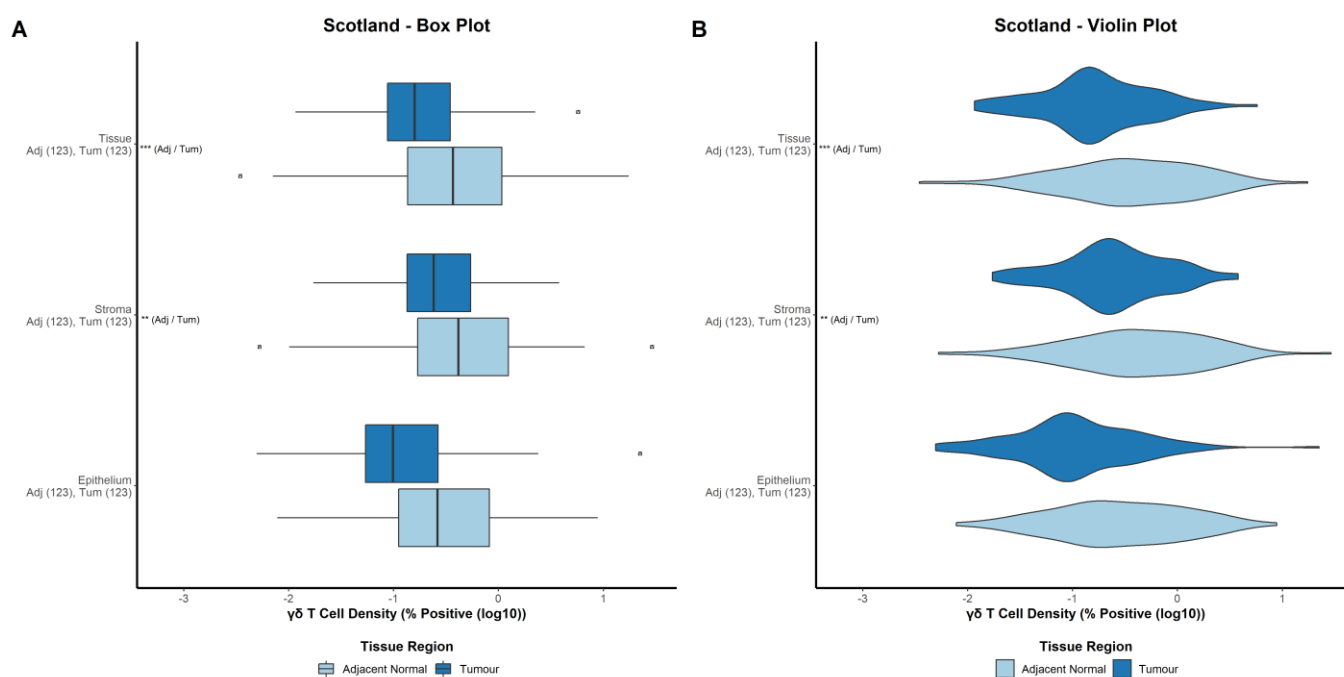 A
Scotland - Box Plot
Tissue
Adj (123), Tum (123)
*** (Adj / Tum)
Stroma
Adj (123), Tum (123)
** (Adj / Tum)
Epithelium
Adj (123), Tum (123)
-3
-2
-1
0
1
γδ T Cell Density (% Positive (log10))
Tissue Region
Adjacent Normal
Tumour
B
Scotland - Violin Plot
Tissue
Adj (123), Tum (123)
*** (Adj / Tum)
Stroma
Adj (123), Tum (123)
** (Adj / Tum)
Epithelium
Adj (123), Tum (123)
-3
-2
-1
0
1
γδ T Cell Density (% Positive (log10))
Tissue Region
Adjacent Normal
Tumour